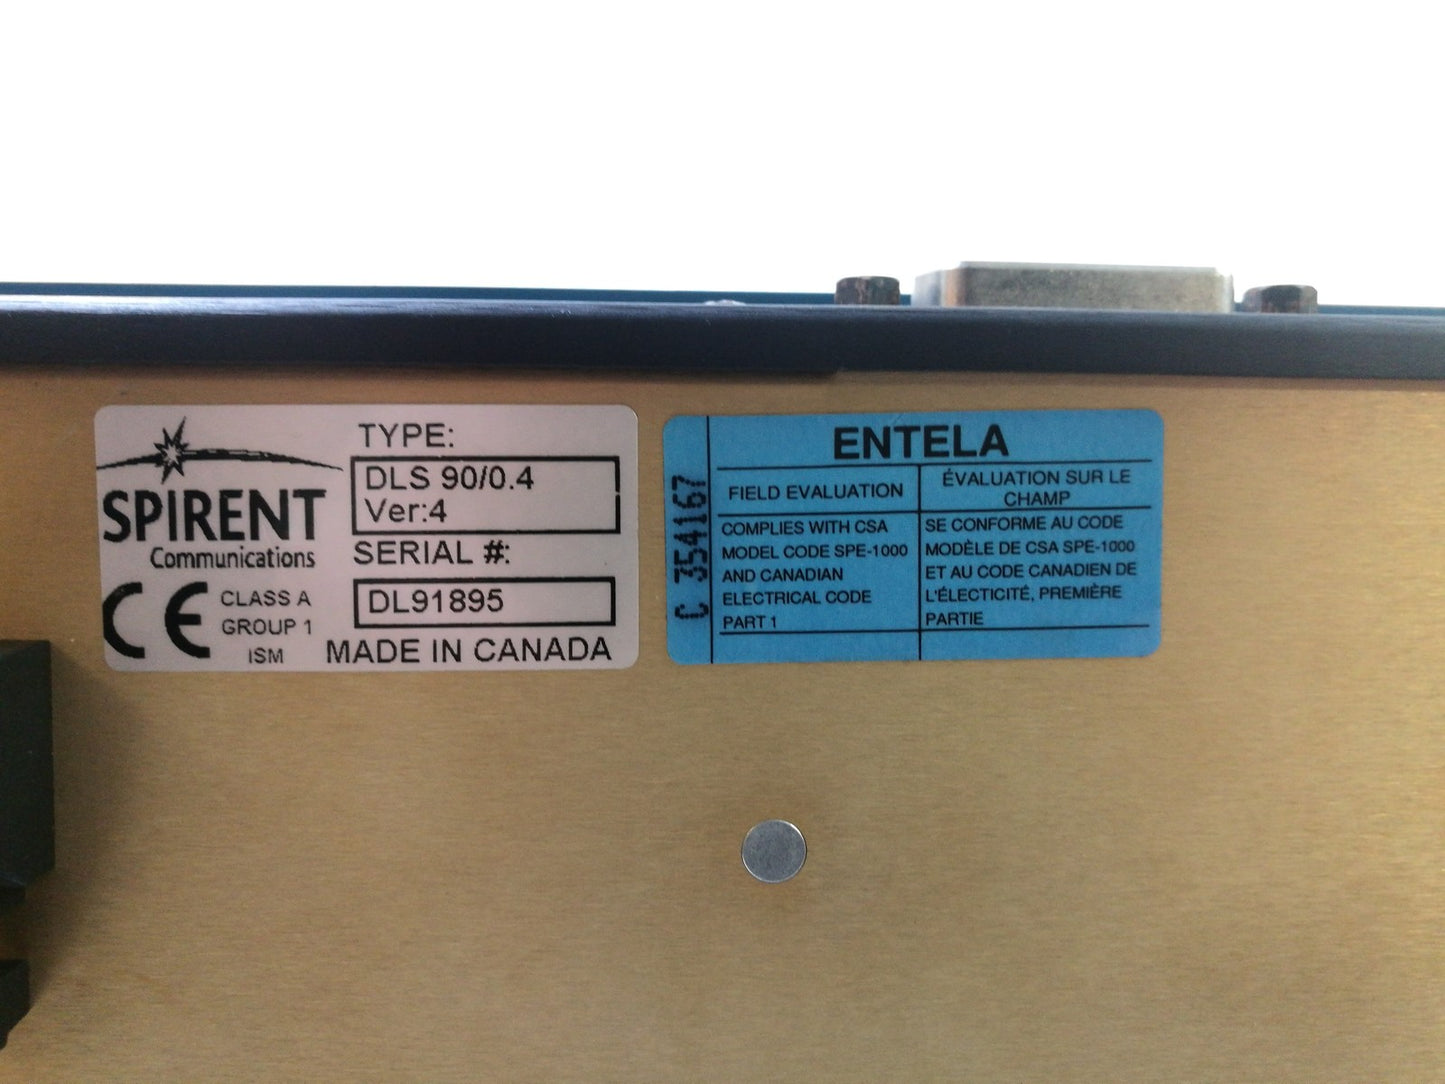 SPIRENT
Communications
CLASS A
GROUP 1
ISM
TYPE:
DLS 90/0.4
Ver:4
SERIAL #:
DL91895
MADE IN CANADA
C 354167
ENTELA
FIELD EVALUATION
COMPLIES WITH CSA
MODEL CODE SPE-1000
AND CANADIAN
ELECTRICAL CODE
PART 1
ÉVALUATION SUR LE
CHAMP
SE CONFORME AU CODE
MODÈLE DE CSA SPE-1000
ET AU CODE CANADIEN DE
L'ÉLECTICITÉ, PREMIÈRE
PARTIE